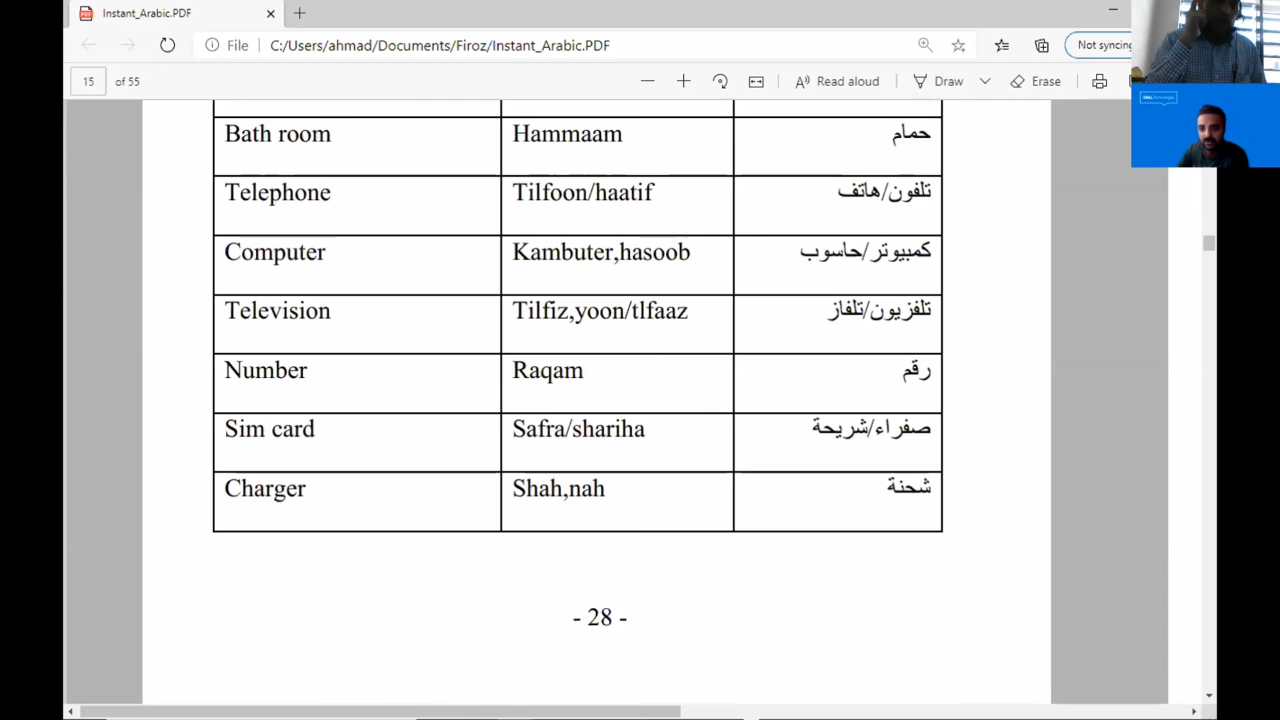 Instant_Arabic.PDF
File C:/Users/ahmad/Documents/Firoz/Instant_Arabic.PDF Not syncing
15 of 55 Read aloud Draw Erase
Bath room Hammaam حمام
Telephone Tilfoon/haatif تلفون/هاتف
Computer Kambuter,hasoob كمبيوتر/حاسوب
Television Tilfiz,yoon/tlfaaz تلفزيون/تلفاز
Number Raqam رقم
Sim card Safra/shariha صفراء/شريحة
Charger Shah,nah شحنة
- 28 -